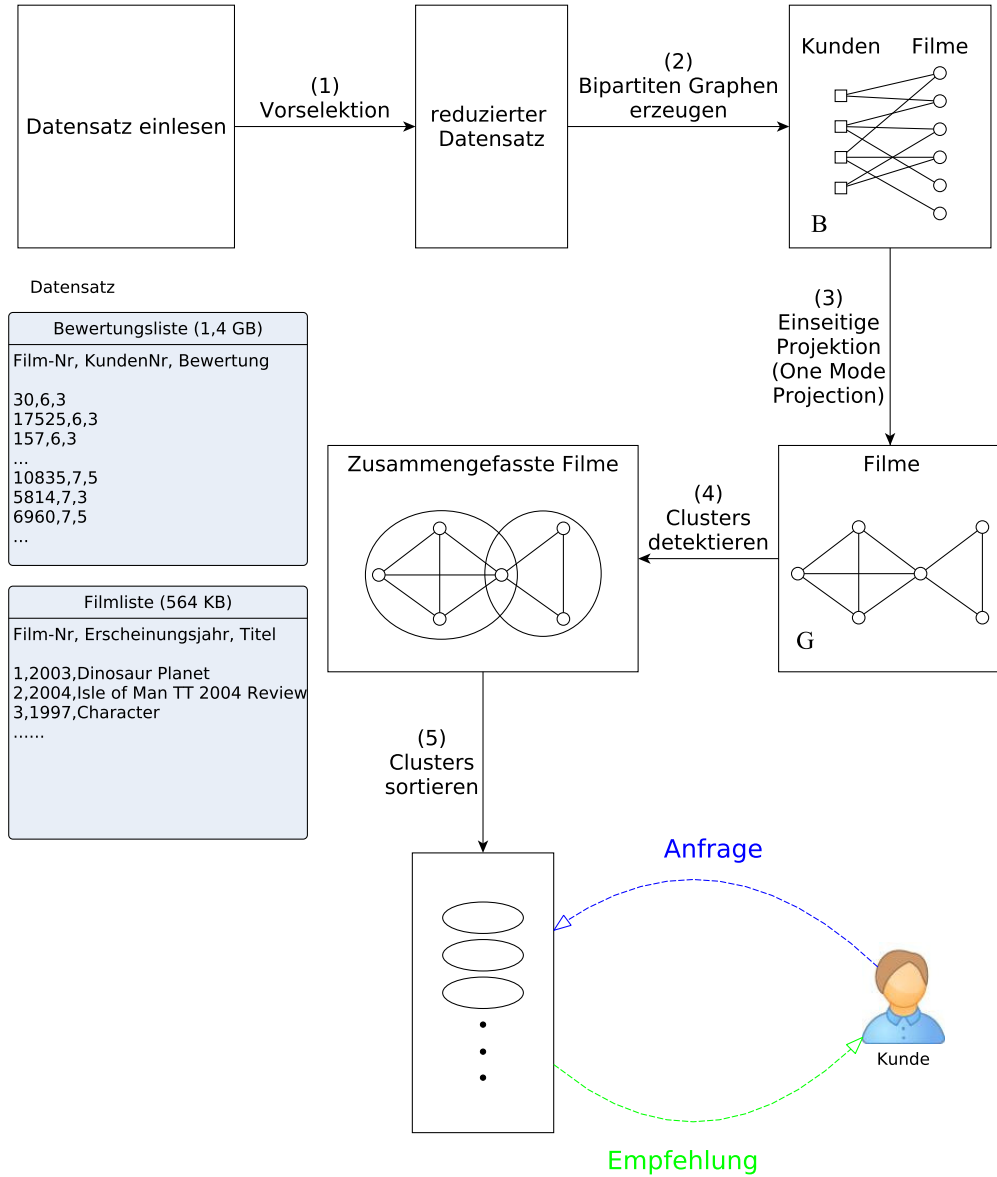 Datensatz einlesen
(1)
Vorselektion
reduzierter
Datensatz
(2)
Bipartiten Graphen
erzeugen
Kunden Filme
B
(3)
Einseitige
Projektion
(One Mode
Projection)
Datensatz
Bewertungsliste (1,4 GB)
Film-Nr, KundenNr, Bewertung
30,6,3
17525,6,3
157,6,3
...
10835,7,5
5814,7,3
6960,7,5
...
Filmliste (564 KB)
Film-Nr, Erscheinungsjahr, Titel
1,2003,Dinosaur Planet
2,2004,Isle of Man TT 2004 Review
3,1997,Character
......
Filme
G
(4)
Clusters
detektieren
Zusammengefasste Filme
(5)
Clusters
sortieren
Anfrage
Kunde
Empfehlung